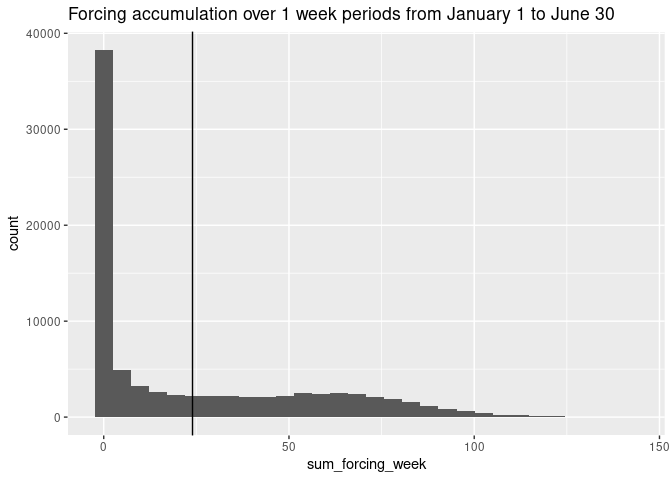 Forcing accumulation over 1 week periods from January 1 to June 30
40000
30000
20000
10000
0
count
0 50 100 150
sum_forcing_week